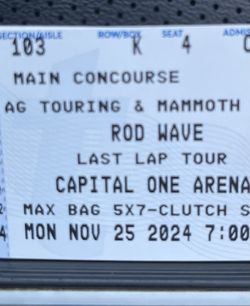 SECTION/AISLE ROW/BOX SEAT
103 K 4
MAIN CONCOURSE
AG TOURING & MAMMOTH
ROD WAVE
LAST LAP TOUR
CAPITAL ONE ARENA
MAX BAG 5X7-CLUTCH S
MON NOV 25 2024 7:00